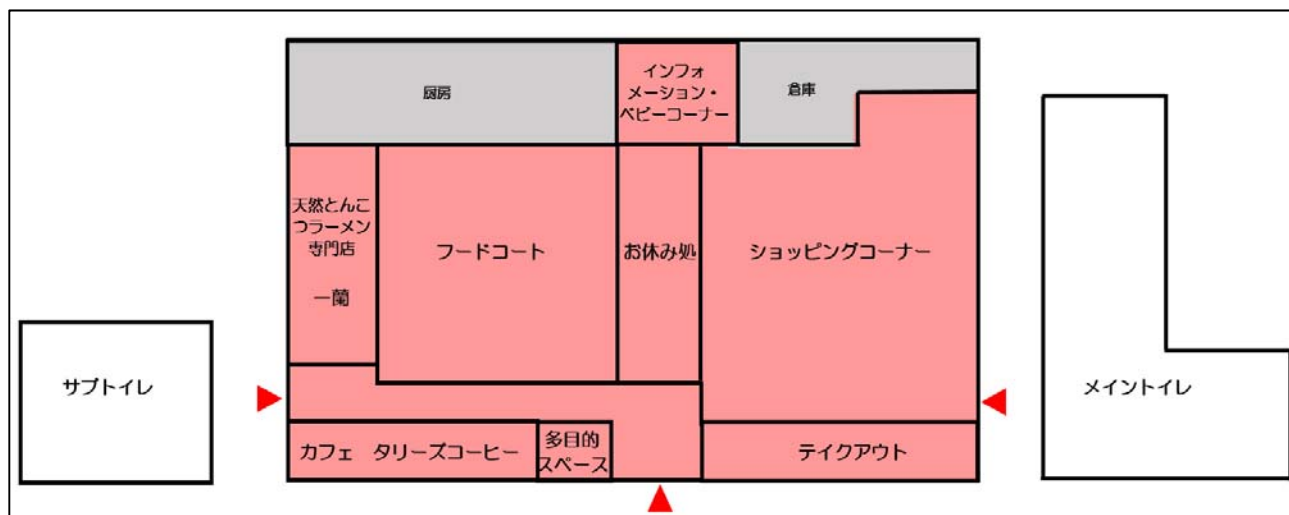 厨房
インフォ
メーション・
ベビーコーナー
倉庫
天然とんこ
つラーメン
専門店
一蘭
フードコート
お休み処
ショッピングコーナー
サブトイレ
メイントイレ
カフェ　タリーズコーヒー
多目的
スペース
テイクアウト